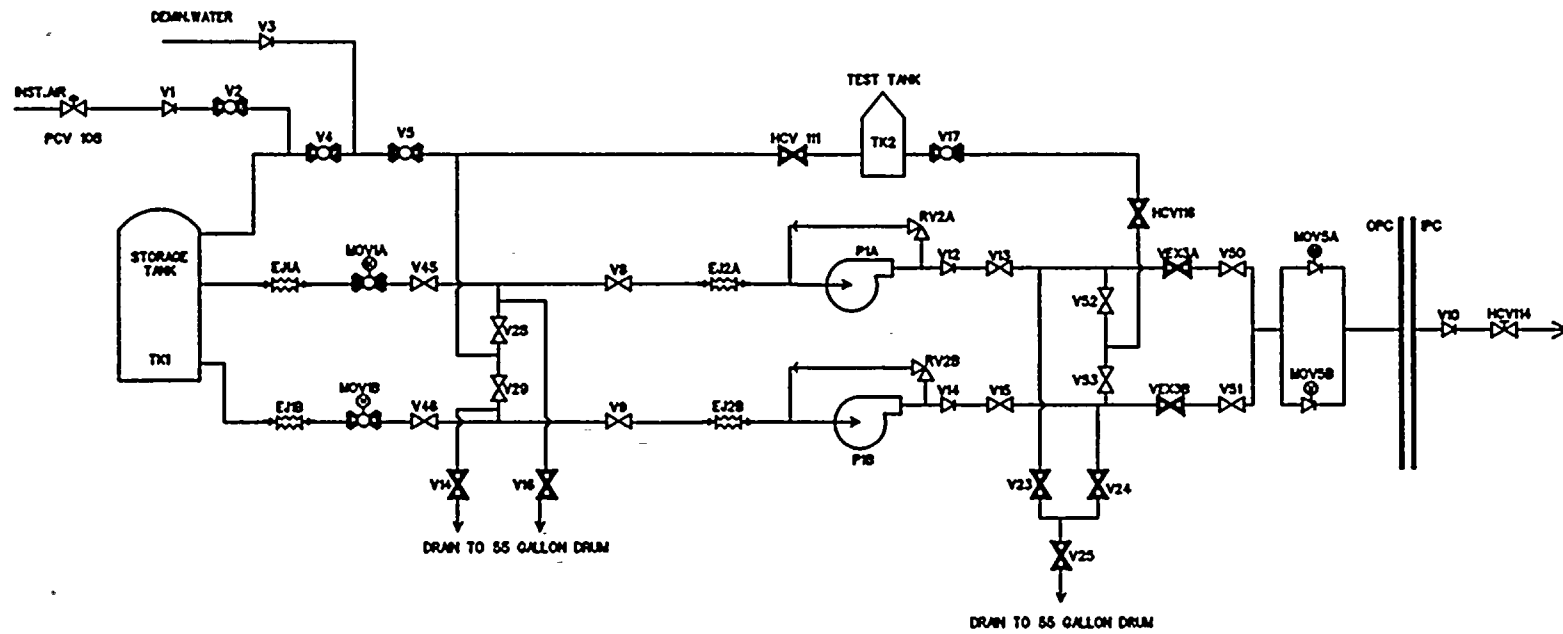 DEMIN.WATER
V3
INST.AIR
V1
V2
PCV 106
V4
V5
TEST TANK
HCV 111
TK2
V17
HCV116
STORAGE
TANK
TK1
EJ1A
MOV1A
V45
V8
EJ2A
P1A
RV2A
V12
V13
VEX3A
V50
MOV5A
OPC
IPC
V28
V29
V52
V53
V10
HCV114
EJ1B
MOV1B
V46
V9
EJ2B
P1B
RV2B
V14
V15
VEX3B
V51
MOV5B
V14
V16
V23
V24
DRAIN TO 55 GALLON DRUM
V25
DRAIN TO 55 GALLON DRUM